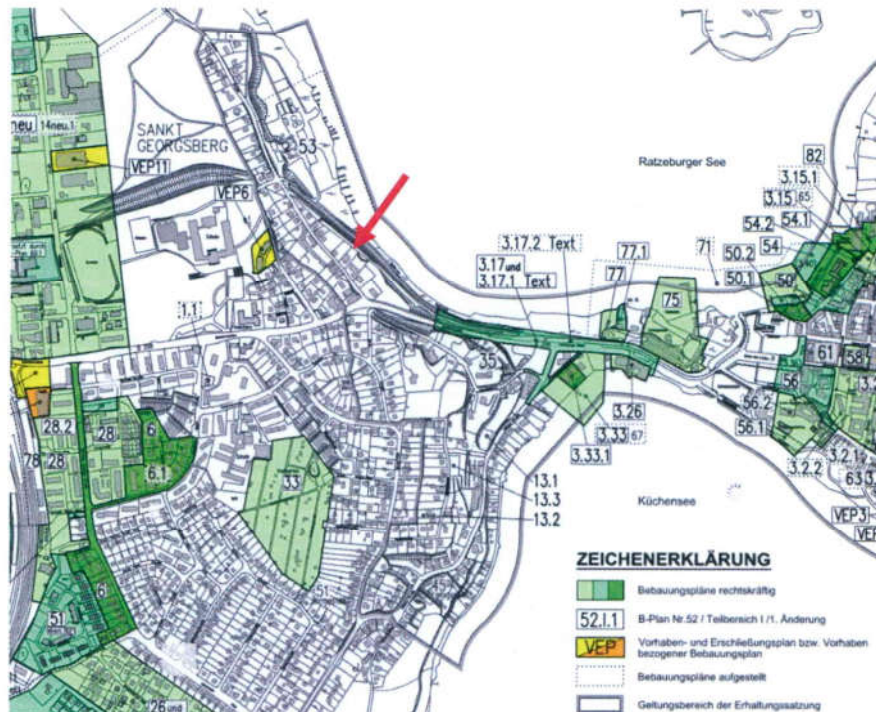 neu 14neu.1
SANKT
GEORGSBERG
VEP11
VEP6
53
Ratzeburger See
82
3.15.1
3.15 65
54.2 54.1
54
50.2
50.1
50
3.17.2 Text
3.17 und
3.17.1 Text
77.1
77
71
75
1.1
35
61
58
56
56.2
56.1
3.26
3.33 67
3.33.1
3.2.1
3.2.2
63
VEP3
28.2
28
6
6.1
78
28
33
13.1
13.3
13.2
Küchensee
51
6
51
26 und
ZEICHENERKLÄRUNG
Bebauungspläne rechtskräftig
52.I.1 B-Plan Nr.52 / Teilbereich I /1. Änderung
VEP Vorhaben- und Erschließungsplan bzw. Vorhaben
bezogener Bebauungsplan
Bebauungspläne aufgestellt
Geltungsbereich der Erhaltungssatzung